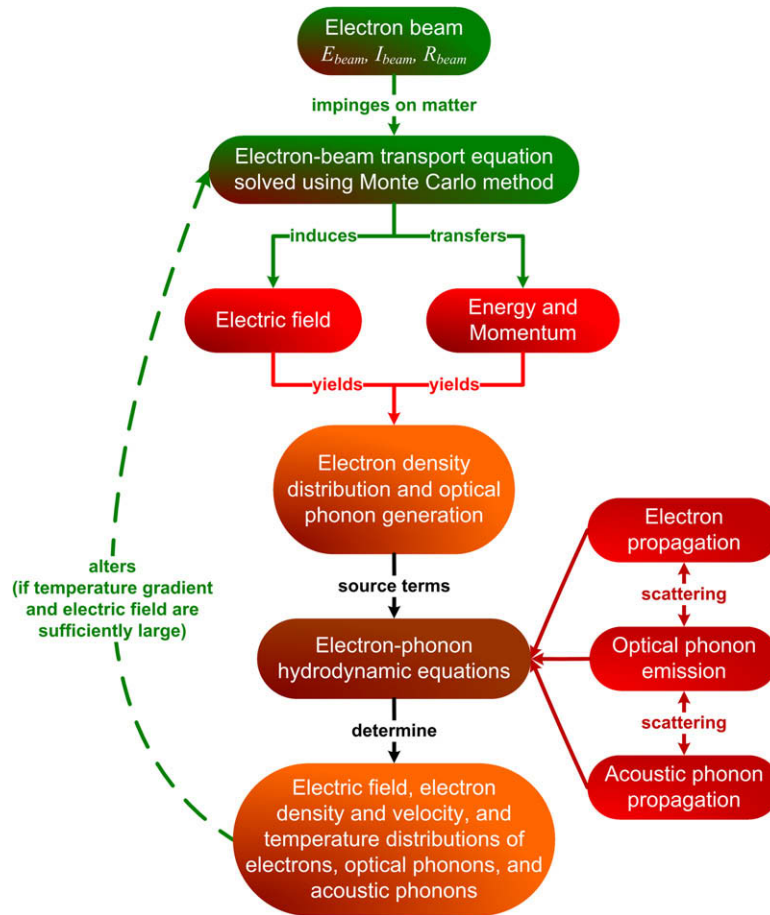 Electron beam
E_beam, I_beam, R_beam
impinges on matter
Electron-beam transport equation
solved using Monte Carlo method
induces
transfers
Electric field
Energy and
Momentum
yields
yields
Electron density
distribution and optical
phonon generation
source terms
Electron-phonon
hydrodynamic equations
determine
Electric field, electron
density and velocity, and
temperature distributions of
electrons, optical phonons, and
acoustic phonons
Electron
propagation
scattering
Optical phonon
emission
scattering
Acoustic phonon
propagation
alters
(if temperature gradient
and electric field are
sufficiently large)